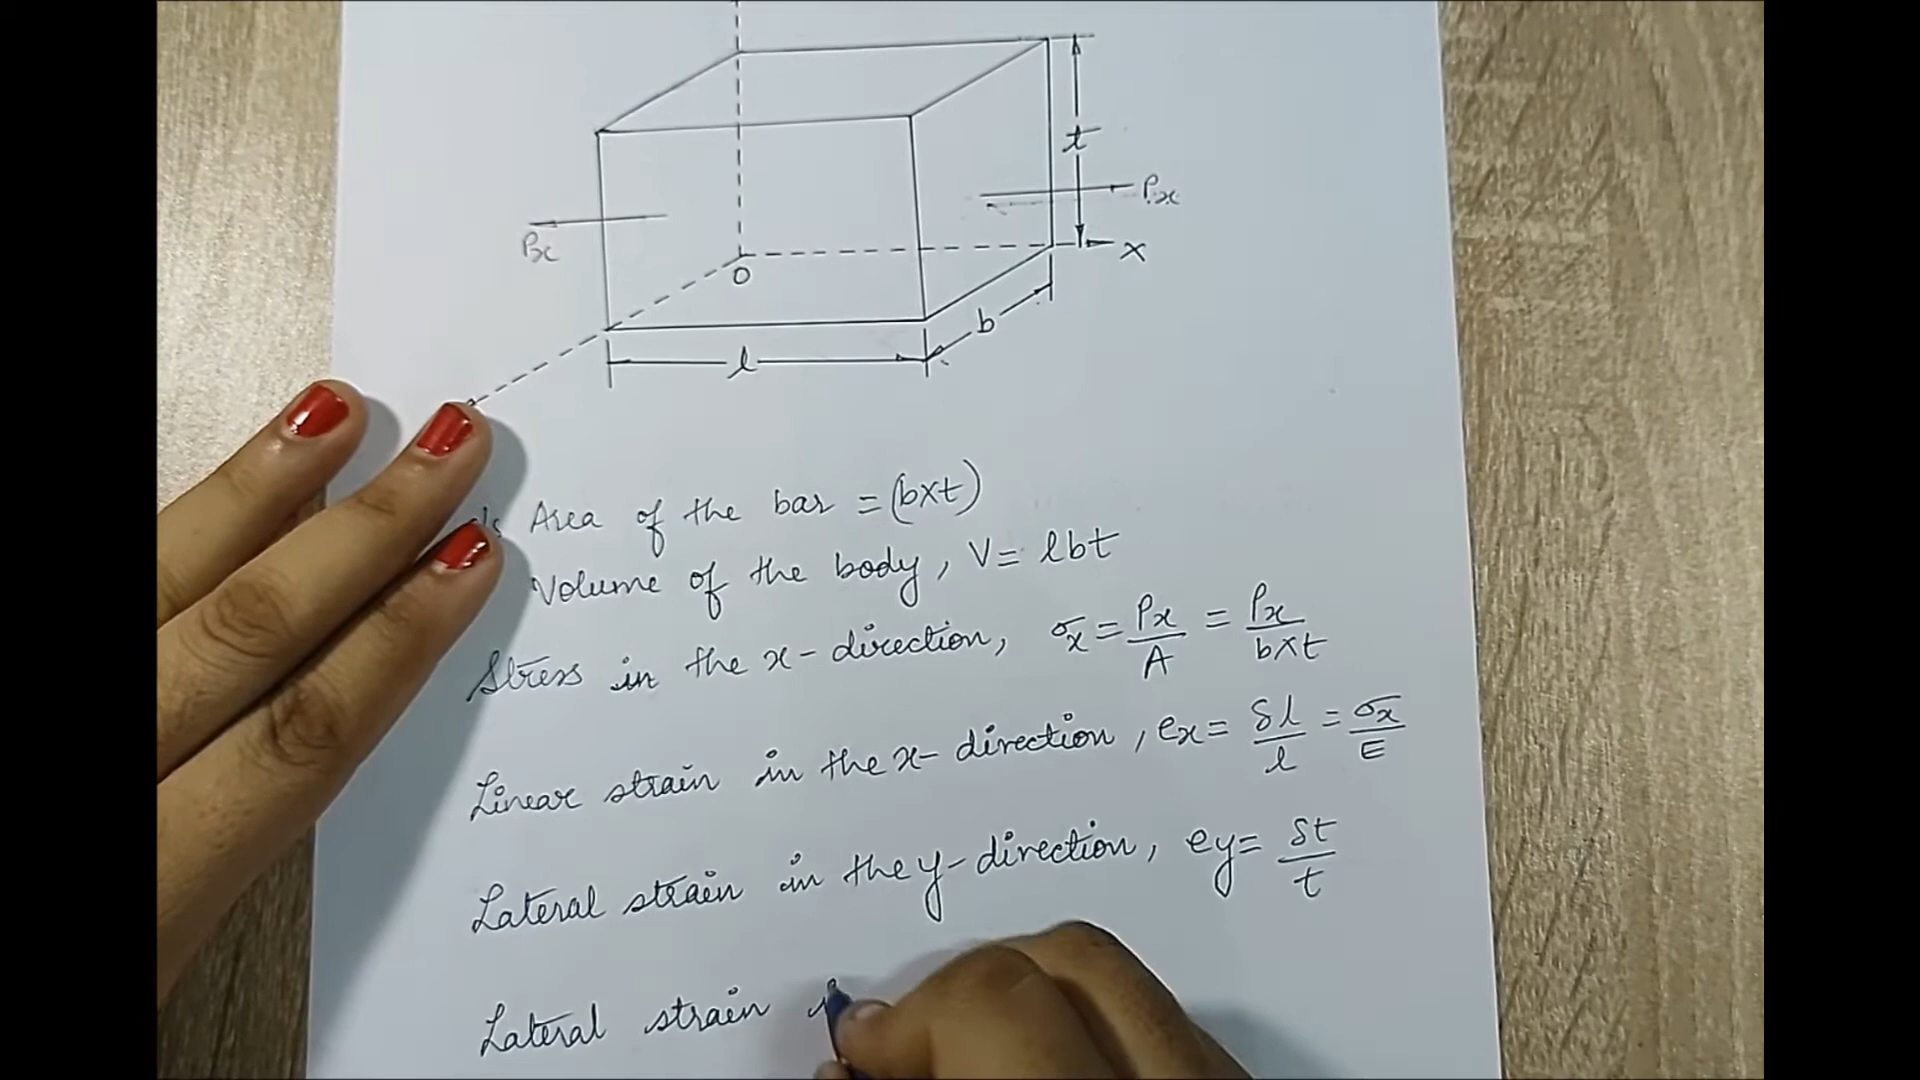 t
Px
Px
O
X
b
l
Area of the bar = (b×t)
Volume of the body, V = lbt
Stress in the x-direction, σx = Px/A = Px/b×t
Linear strain in the x-direction, ex = δl/l = σx/E
Lateral strain in the y-direction, ey = δt/t
Lateral strain